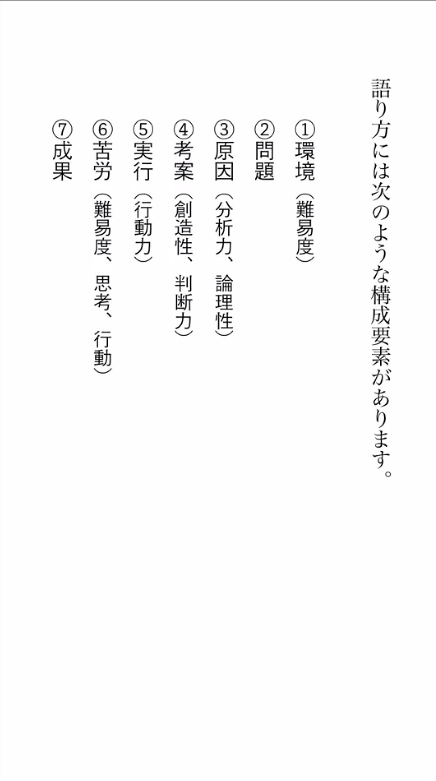 語り方には次のような構成要素があります。
①環境（難易度）
②問題
③原因（分析力、論理性）
④考案（創造性、判断力）
⑤実行（行動力）
⑥苦労（難易度、思考、行動）
⑦成果